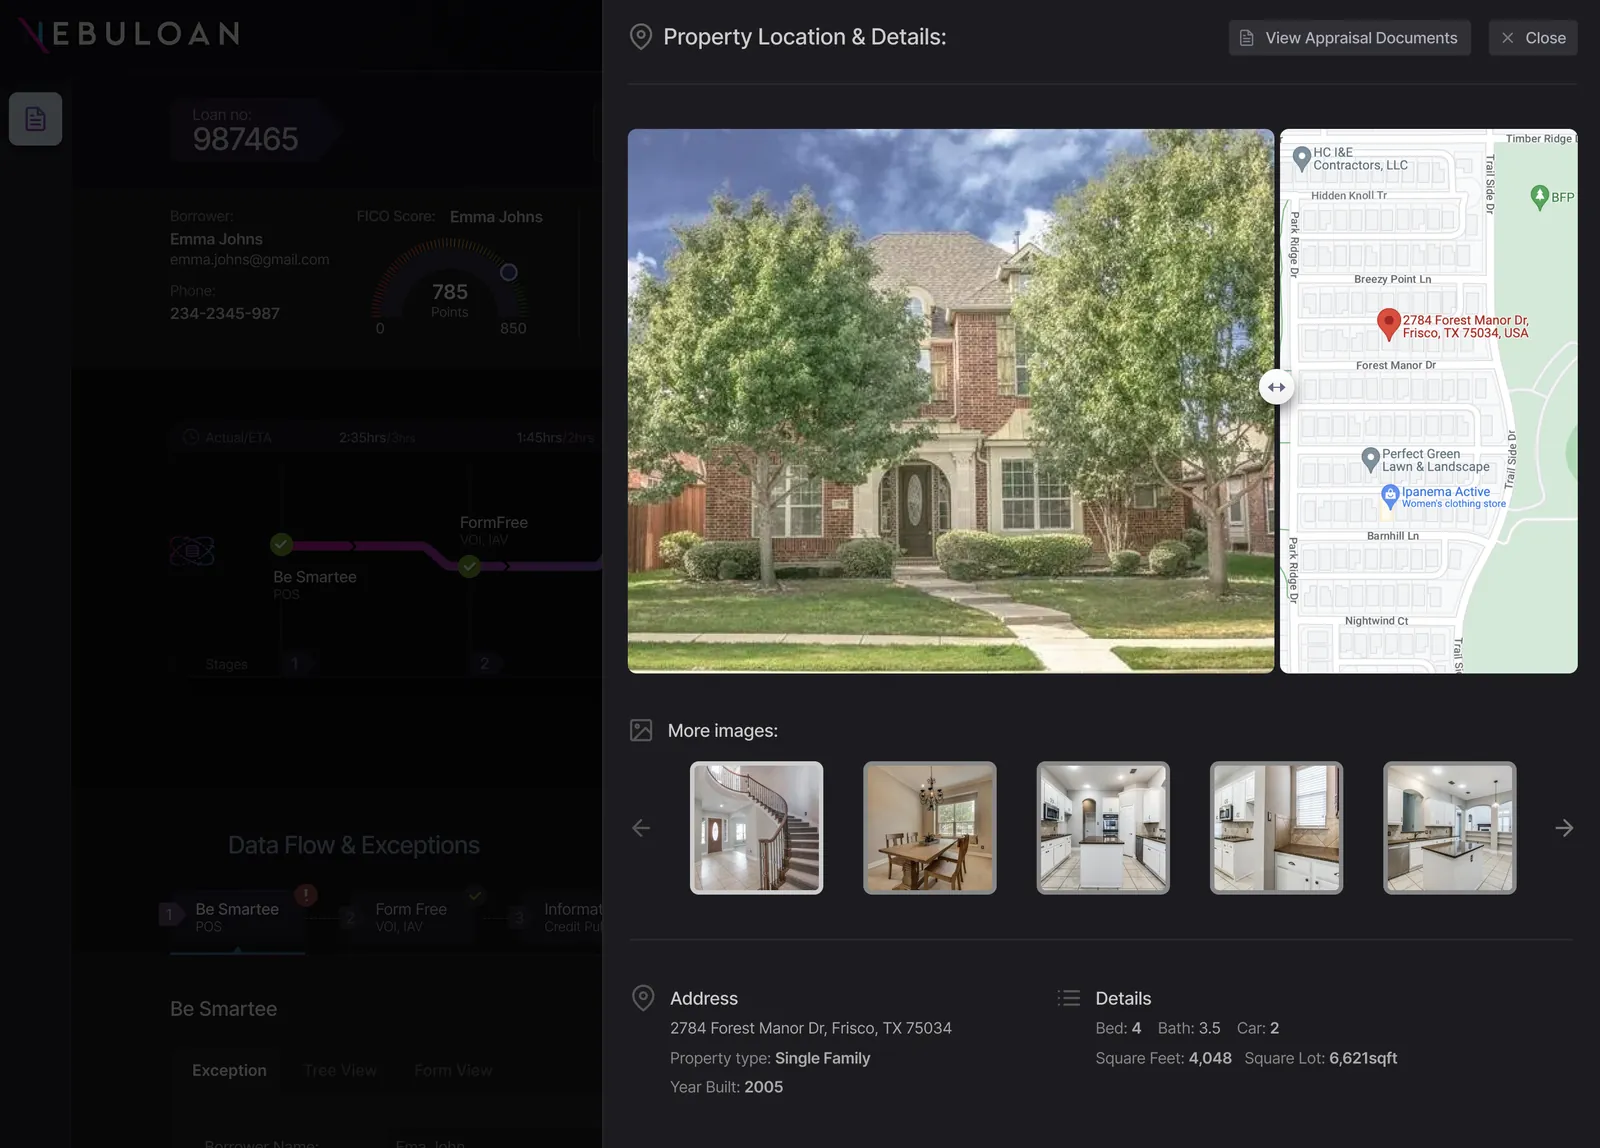 NEBULOAN
Property Location & Details:
View Appraisal Documents
Close
Loan no:
987465
Borrower:
Emma Johns
emma.johns@gmail.com
Phone:
234-2345-987
FICO Score:
Emma Johns
785
Points
0
850
Actual/ETA
2:35hrs/3hrs
1:45hrs/2hrs
Be Smartee
POS
FormFree
VOI, IAV
Stages
1
2
Data Flow & Exceptions
1
Be Smartee
POS
2
Form Free
VOI, IAV
3
Informat
Credit Pul
Be Smartee
Exception
Tree View
Form View
Borrower Name:
Ema John
Timber Ridge D
HC I&E
Contractors, LLC
Hidden Knoll Tr
Trail Side Dr
BFP
Park Ridge Dr
Breezy Point Ln
2784 Forest Manor Dr,
Frisco, TX 75034, USA
Forest Manor Dr
Perfect Green
Lawn & Landscape
Trail Side Dr
Ipanema Active
Women's clothing store
Barnhill Ln
Park Ridge Dr
Nightwind Ct
Trail Si
More images:
Address
2784 Forest Manor Dr, Frisco, TX 75034
Property type: Single Family
Year Built: 2005
Details
Bed: 4 Bath: 3.5 Car: 2
Square Feet: 4,048 Square Lot: 6,621sqft